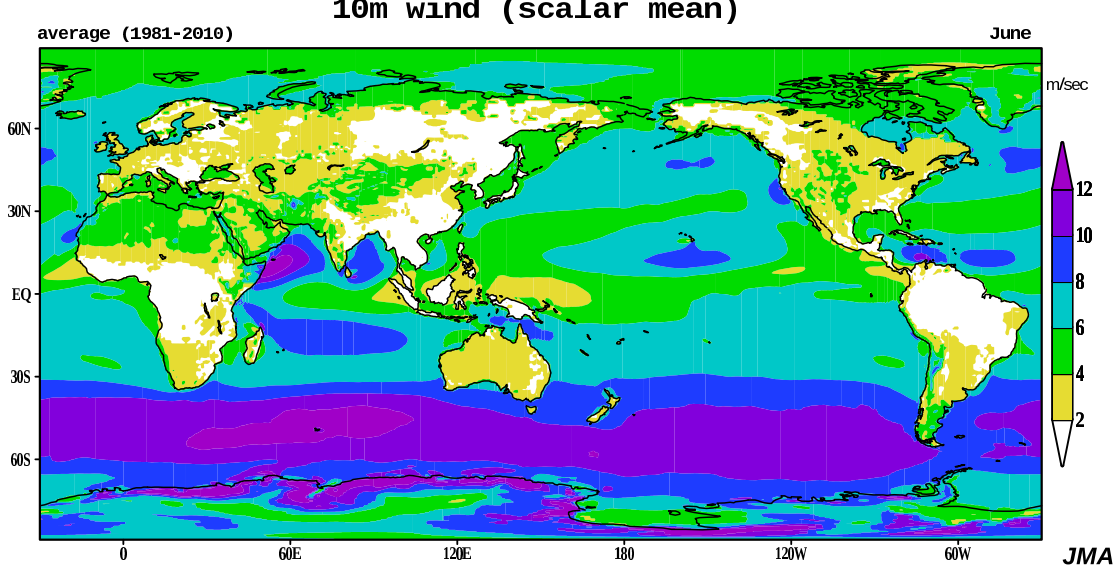 10m wind (scalar mean)
average (1981-2010) June
m/sec
60N
30N
EQ
30S
60S
12
10
8
6
4
2
0 60E 120E 180 120W 60W
JMA